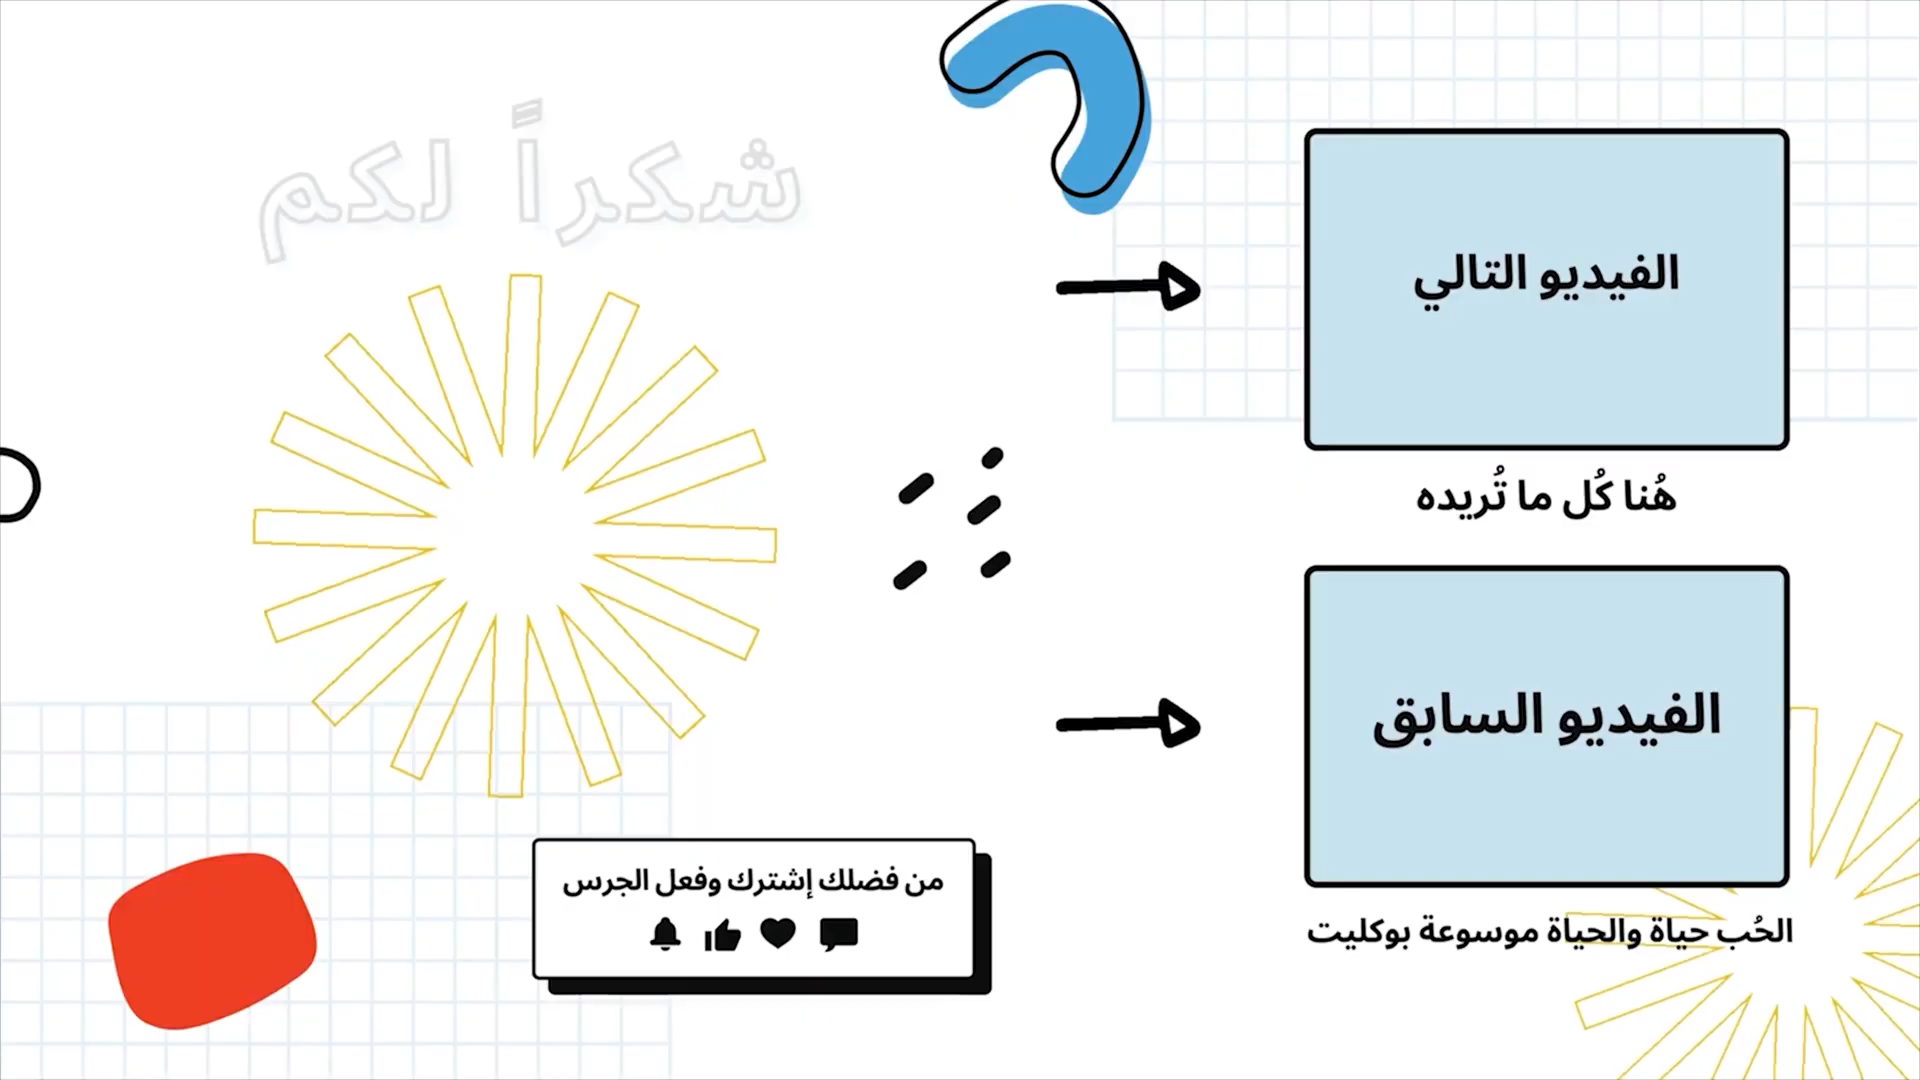 شكراً لكم
الفيديو التالي
هُنا كُل ما تُريده
الفيديو السابق
الحُب حياة والحياة موسوعة بوكليت
من فضلك إشترك وفعل الجرس